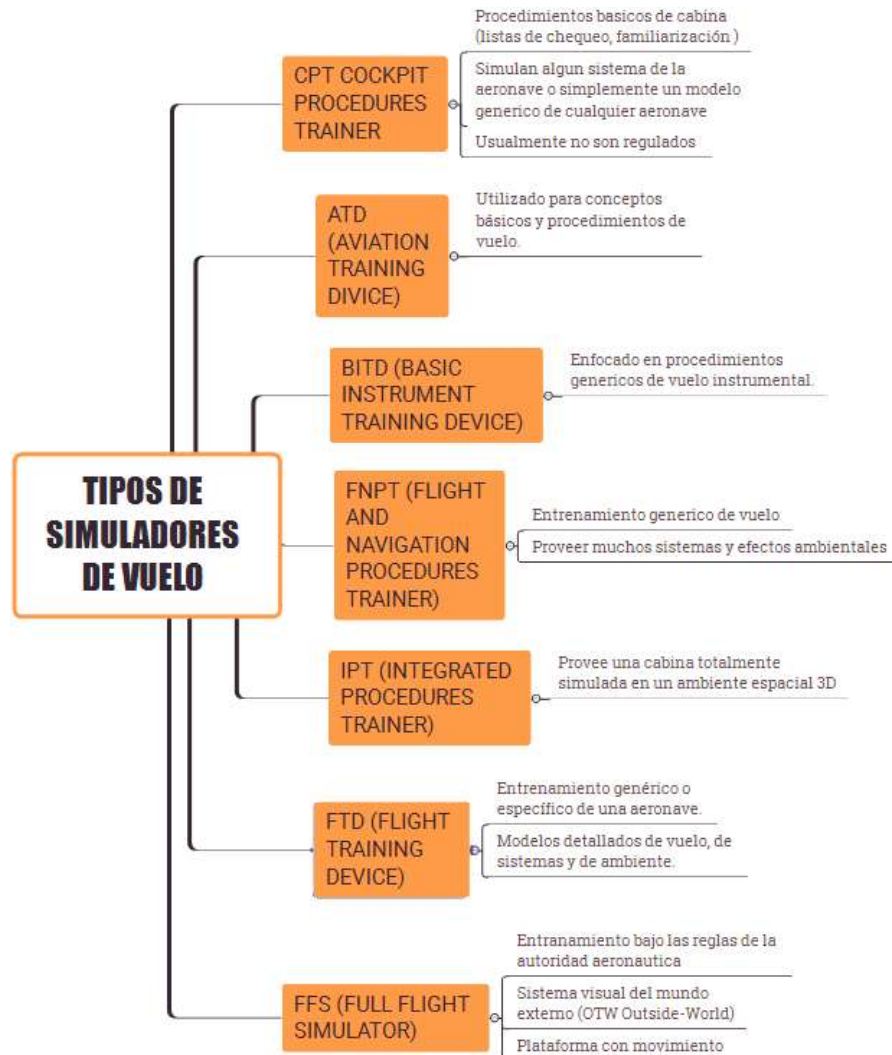 Procedimientos basicos de cabina
(listas de chequeo, familiarización )
CPT COCKPIT
PROCEDURES
TRAINER
Simulan algun sistema de la
aeronave o simplemente un modelo
generico de cualquier aeronave
Usualmente no son regulados
ATD
(AVIATION
TRAINING
DIVICE)
Utilizado para conceptos
básicos y procedimientos de
vuelo.
BITD (BASIC
INSTRUMENT
TRAINING DEVICE)
Enfocado en procedimientos
genericos de vuelo instrumental.
TIPOS DE
SIMULADORES
DE VUELO
FNPT (FLIGHT
AND
NAVIGATION
PROCEDURES
TRAINER)
Entrenamiento generico de vuelo
Proveer muchos sistemas y efectos ambientales
IPT (INTEGRATED
PROCEDURES
TRAINER)
Provee una cabina totalmente
simulada en un ambiente espacial 3D
FTD (FLIGHT
TRAINING
DEVICE)
Entrenamiento genérico o
específico de una aeronave.
Modelos detallados de vuelo, de
sistemas y de ambiente.
FFS (FULL FLIGHT
SIMULATOR)
Entranamiento bajo las reglas de la
autoridad aeronautica
Sistema visual del mundo
externo (OTW Outside-World)
Plataforma con movimiento